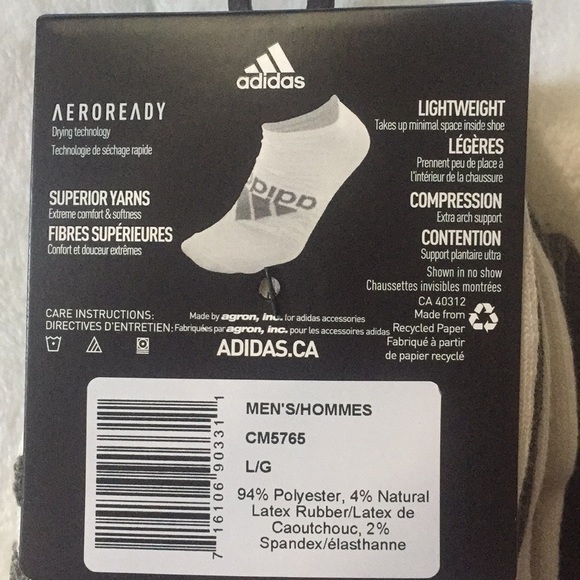 adidas
AEROREADY
Drying technology
Technologie de séchage rapide
SUPERIOR YARNS
Extreme comfort & softness
FIBRES SUPÉRIEURES
Confort et douceur extrêmes
LIGHTWEIGHT
Takes up minimal space inside shoe
LÉGÈRES
Prennent peu de place à
l'intérieur de la chaussure
COMPRESSION
Extra arch support
CONTENTION
Support plantaire ultra
Shown in no show
Chaussettes invisibles montrées
CA 40312
Made from
Recycled Paper
Fabriqué à partir
de papier recyclé
adidas
CARE INSTRUCTIONS:
DIRECTIVES D'ENTRETIEN:
Made by agron, inc. for adidas accessories
Fabriquées par agron, inc. pour les accessoires adidas
ADIDAS.CA
MEN'S/HOMMES
CM5765
L/G
94% Polyester, 4% Natural
Latex Rubber/Latex de
Caoutchouc, 2%
Spandex/élasthanne
7 16106 90331 1